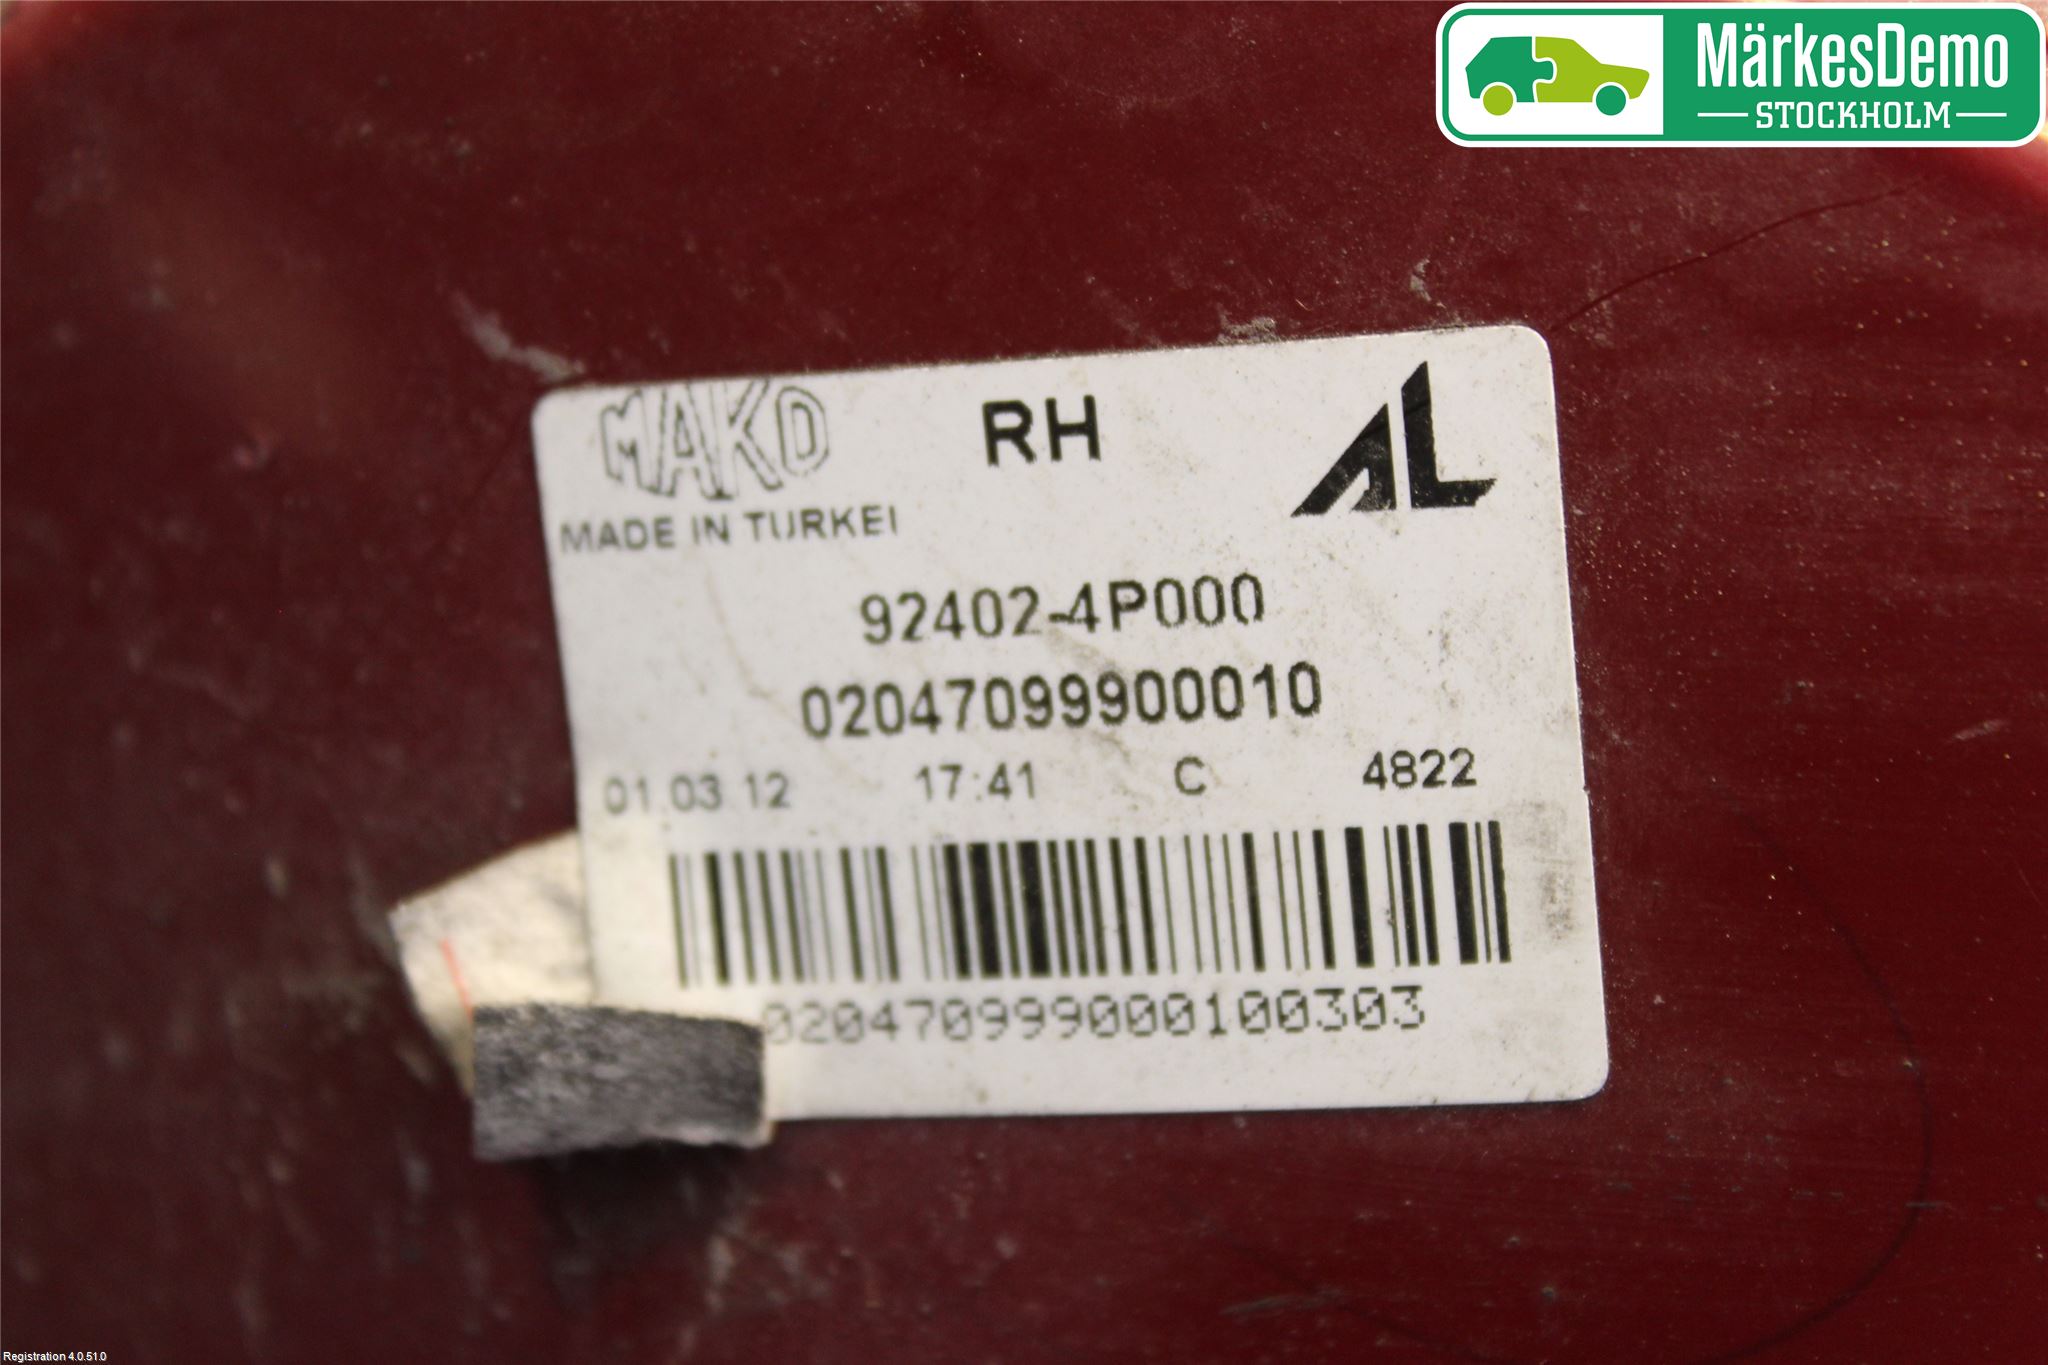 MärkesDemo
STOCKHOLM
MAKO RH AL
MADE IN TURKEI
92402-4P000
02047099900010
01.03.12 17:41 C 4822
020470999000100303
Registration 4.0.51.0